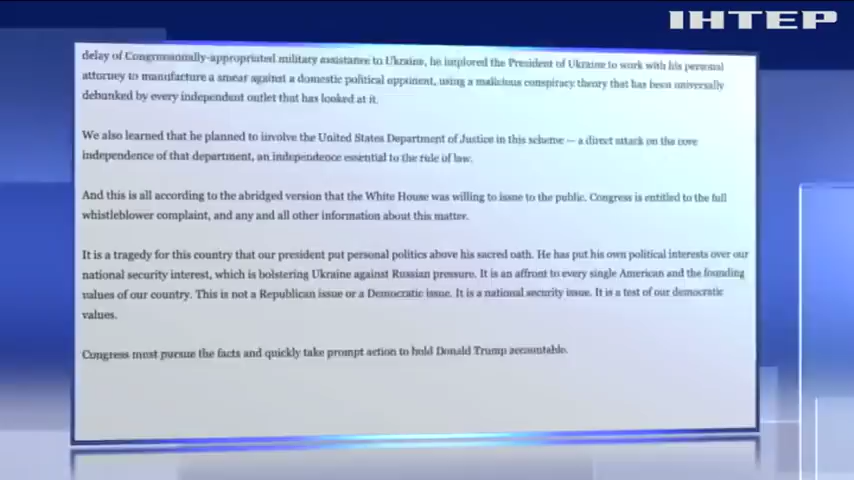 ІНТЕР
delay of Congressionally-appropriated military assistance to Ukraine, he implored the President of Ukraine to work with his personal
attorney to manufacture a smear against a domestic political opponent, using a malicious conspiracy theory that has been universally
debunked by every independent outlet that has looked at it.
We also learned that he planned to involve the United States Department of Justice in this scheme — a direct attack on the core
independence of that department, an independence essential to the rule of law.
And this is all according to the abridged version that the White House was willing to issue to the public. Congress is entitled to the full
whistleblower complaint, and any and all other information about this matter.
It is a tragedy for this country that our president put personal politics above his sacred oath. He has put his own political interests over our
national security interest, which is bolstering Ukraine against Russian pressure. It is an affront to every single American and the founding
values of our country. This is not a Republican issue or a Democratic issue. It is a national security issue. It is a test of our democratic
values.
Congress must pursue the facts and quickly take prompt action to hold Donald Trump accountable.